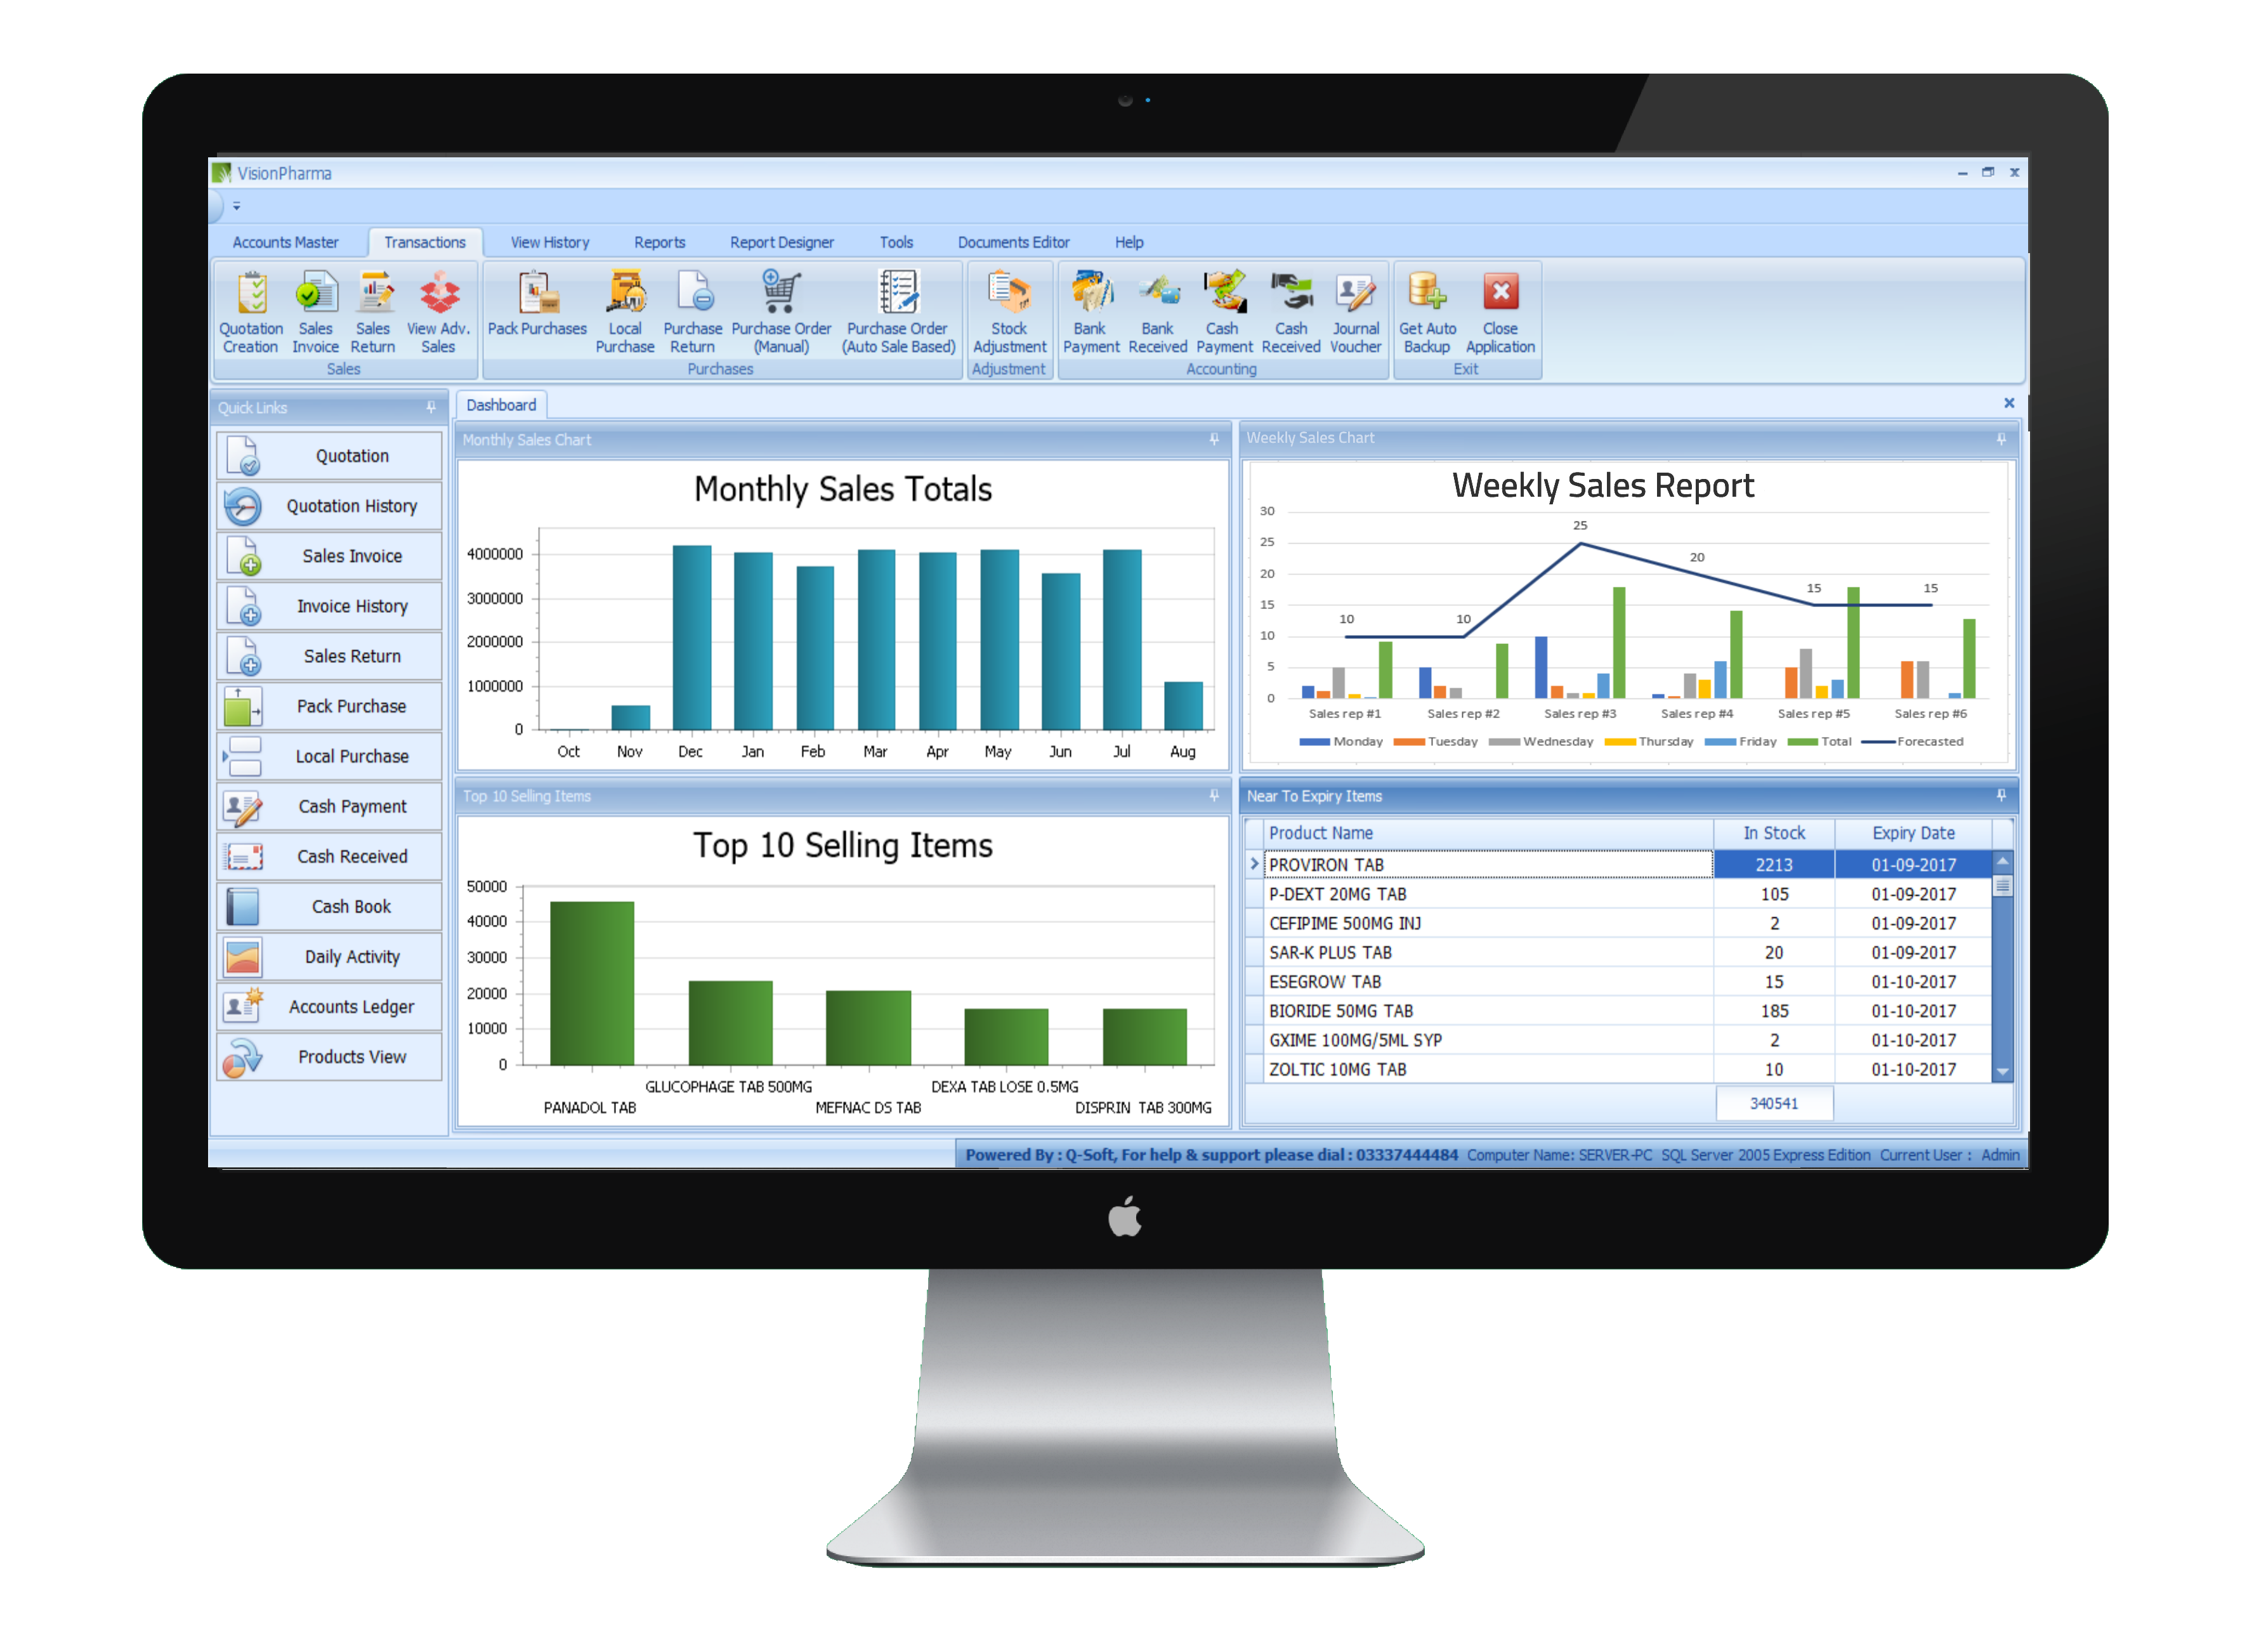 VisionPharma
Accounts Master Transactions View History Reports Report Designer Tools Documents Editor Help
Quotation Creation
Sales Invoice
Sales Return
View Adv. Sales
Sales
Pack Purchases
Local Purchase
Purchase Return
Purchase Order (Manual)
Purchase Order (Auto Sale Based)
Purchases
Stock Adjustment
Adjustment
Bank Payment
Bank Received
Cash Payment
Cash Received
Journal Voucher
Accounting
Get Auto Backup
Close Application
Exit
Quick Links
Quotation
Quotation History
Sales Invoice
Invoice History
Sales Return
Pack Purchase
Local Purchase
Cash Payment
Cash Received
Cash Book
Daily Activity
Accounts Ledger
Products View
Dashboard
Monthly Sales Chart
Monthly Sales Totals
4000000
3000000
2000000
1000000
0
Oct Nov Dec Jan Feb Mar Apr May Jun Jul Aug
Weekly Sales Chart
Weekly Sales Report
30
25
20
15
10
5
0
10 10 25 20 15 15
Sales rep #1 Sales rep #2 Sales rep #3 Sales rep #4 Sales rep #5 Sales rep #6
Monday Tuesday Wednesday Thursday Friday Total Forecasted
Top 10 Selling Items
Top 10 Selling Items
50000
40000
30000
20000
10000
0
GLUCOPHAGE TAB 500MG DEXA TAB LOSE 0.5MG
PANADOL TAB MEFNAC DS TAB DISPRIN TAB 300MG
Near To Expiry Items
Product Name In Stock Expiry Date
PROVIRON TAB 2213 01-09-2017
P-DEXT 20MG TAB 105 01-09-2017
CEFIPIME 500MG INJ 2 01-09-2017
SAR-K PLUS TAB 20 01-09-2017
ESEGROW TAB 15 01-10-2017
BIORIDE 50MG TAB 185 01-10-2017
GXIME 100MG/5ML SYP 2 01-10-2017
ZOLTIC 10MG TAB 10 01-10-2017
340541
Powered By : Q-Soft, For help & support please dial : 03337444484 Computer Name: SERVER-PC SQL Server 2005 Express Edition Current User : Admin